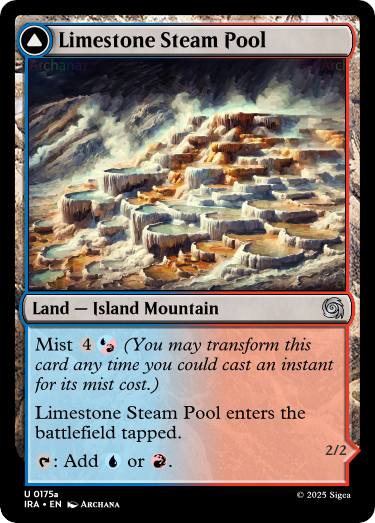 Limestone Steam Pool
Archana
Land — Island Mountain
Mist 4 (You may transform this
card any time you could cast an instant
for its mist cost.)
Limestone Steam Pool enters the
battlefield tapped.
: Add or .
2/2
U 0175a
IRA • EN Archana
© 2025 Sigea